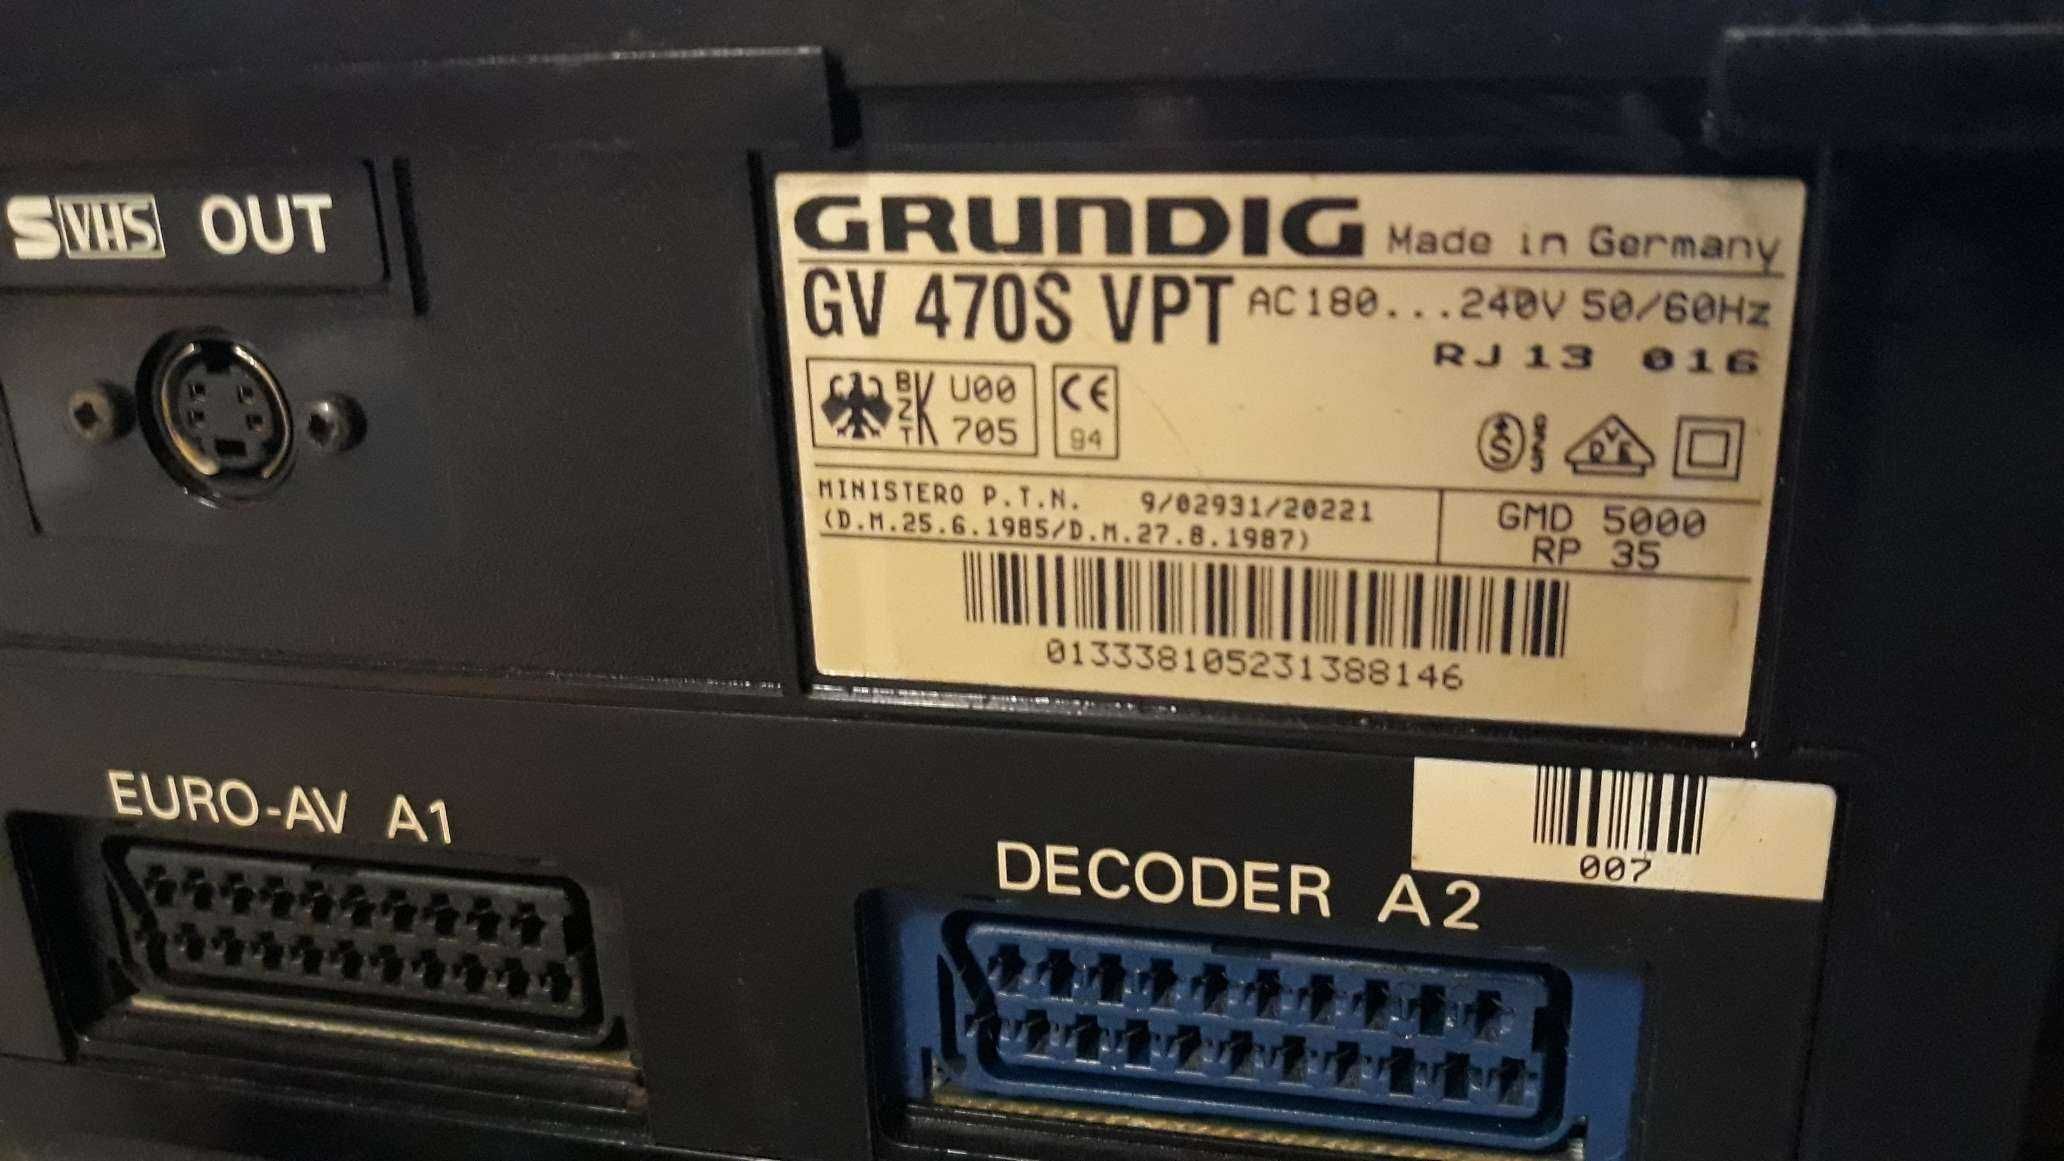 SVHS OUT
GRUNDIG Made in Germany
GV 470S VPT AC180...240V 50/60Hz
RJ13 016
BZT K U00 705
CE 94
S
DVE
MINISTERO P.T.N. 9/02931/20221
(D.M.25.6.1985/D.M.27.8.1987)
GMD 5000
RP 35
013338105231388146
007
EURO-AV A1
DECODER A2